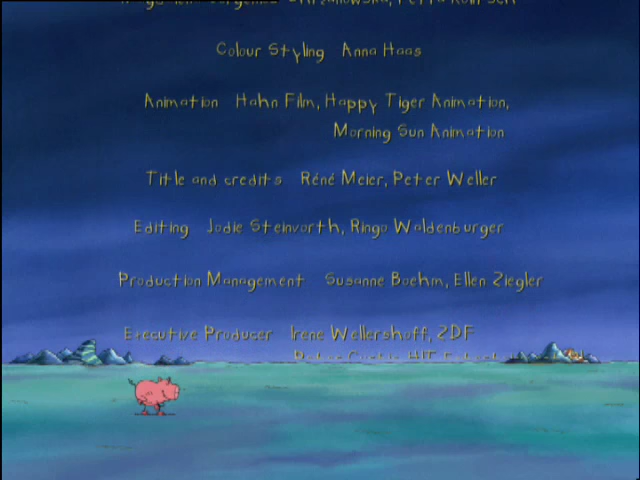 Colour Styling Anna Haas
Animation Hahn Film, Happy Tiger Animation,
Morning Sun Animation
Title and credits Réné Meier, Peter Weller
Editing Jodie Steinvorth, Ringo Waldenburger
Production Management Susanne Boehm, Ellen Ziegler
Executive Producer Irene Wellershoff, ZDF